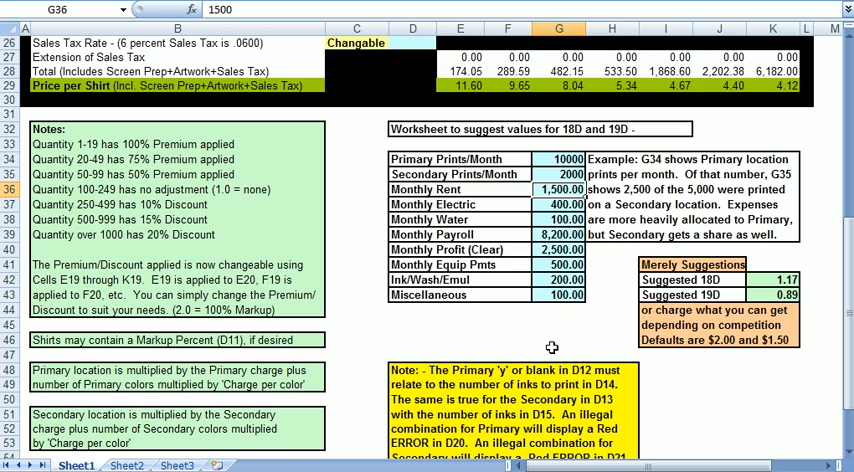 G36 fx 1500
A B C D E F G H I J K L M
26 Sales Tax Rate - (6 percent Sales Tax is .0600) Changable
27 Extension of Sales Tax 0.00 0.00 0.00 0.00 0.00 0.00 0.00
28 Total (Includes Screen Prep+Artwork+Sales Tax) 174.05 289.59 482.15 533.50 1,868.60 2,202.38 6,182.00
29 Price per Shirt (Incl. Screen Prep+Artwork+Sales Tax) 11.60 9.65 8.04 5.34 4.67 4.40 4.12
30
31
32 Notes: Worksheet to suggest values for 18D and 19D -
33 Quantity 1-19 has 100% Premium applied
34 Quantity 20-49 has 75% Premium applied Primary Prints/Month 10000 Example: G34 shows Primary location
35 Quantity 50-99 has 50% Premium applied Secondary Prints/Month 2000 prints per month. Of that number, G35
36 Quantity 100-249 has no adjustment (1.0 = none) Monthly Rent 1,500.00 shows 2,500 of the 5,000 were printed
37 Quantity 250-499 has 10% Discount Monthly Electric 400.00 on a Secondary location. Expenses
38 Quantity 500-999 has 15% Discount Monthly Water 100.00 are more heavily allocated to Primary,
39 Quantity over 1000 has 20% Discount Monthly Payroll 8,200.00 but Secondary gets a share as well.
40 Monthly Profit (Clear) 2,500.00
41 The Premium/Discount applied is now changeable using Monthly Equip Pmts 500.00 Merely Suggestions
42 Cells E19 through K19. E19 is applied to E20, F19 is Ink/Wash/Emul 200.00 Suggested 18D 1.17
43 applied to F20, etc. You can simply change the Premium/ Miscellaneous 100.00 Suggested 19D 0.89
44 Discount to suit your needs. (2.0 = 100% Markup) or charge what you can get
45 depending on competition
46 Shirts may contain a Markup Percent (D11), if desired Defaults are $2.00 and $1.50
47
48 Primary location is multiplied by the Primary charge plus Note: - The Primary 'y' or blank in D12 must
49 number of Primary colors multiplied by 'Charge per color' relate to the number of inks to print in D14.
50 The same is true for the Secondary in D13
51 Secondary location is multiplied by the Secondary with the number of inks in D15. An illegal
52 charge plus number of Secondary colors multiplied combination for Primary will display a Red
53 by 'Charge per color' ERROR in D20. An illegal combination for
54 Secondary will display a Red ERROR in D21
Sheet1 Sheet2 Sheet3